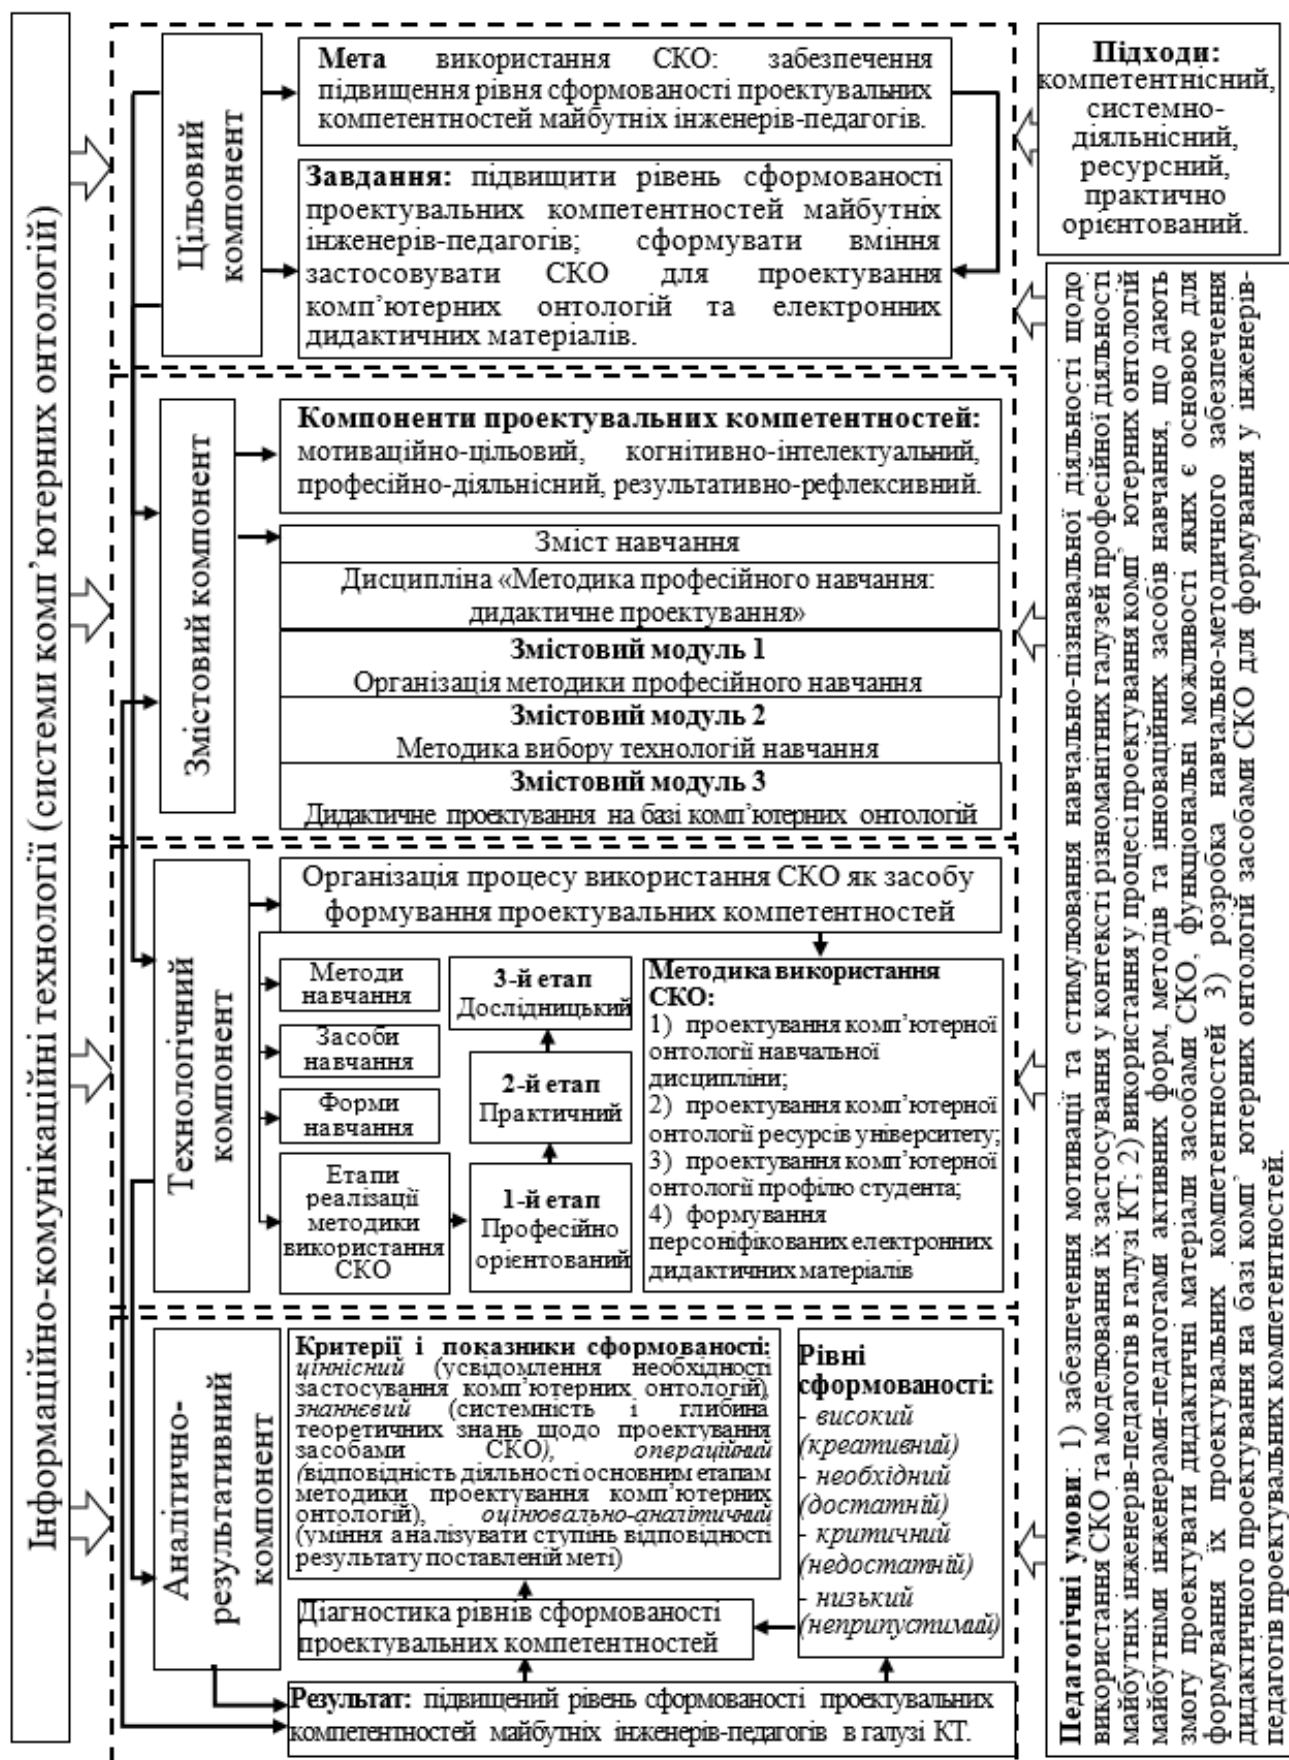 Інформаційно-комунікаційні технології (системи комп’ютерних онтологій)
Цільовий
компонент
Мета використання СКО: забезпечення
підвищення рівня сформованості проектувальних
компетентностей майбутніх інженерів-педагогів.
Завдання: підвищити рівень сформованості
проектувальних компетентностей майбутніх
інженерів-педагогів; сформувати вміння
застосовувати СКО для проектування
комп’ютерних онтологій та електронних
дидактичних матеріалів.
Підходи:
компетентнісний,
системно-
діяльнісний,
ресурсний,
практично
орієнтований.
Змістовий компонент
Компоненти проектувальних компетентностей:
мотиваційно-цільовий, когнітивно-інтелектуальний,
професійно-діяльнісний, результативно-рефлексивний.
Зміст навчання
Дисципліна «Методика професійного навчання:
дидактичне проектування»
Змістовий модуль 1
Організація методики професійного навчання
Змістовий модуль 2
Методика вибору технологій навчання
Змістовий модуль 3
Дидактичне проектування на базі комп’ютерних онтологій
Технологічний
компонент
Організація процесу використання СКО як засобу
формування проектувальних компетентностей
Методи
навчання
Засоби
навчання
Форми
навчання
Етапи
реалізації
методики
використання
СКО
3-й етап
Дослідницький
2-й етап
Практичний
1-й етап
Професійно
орієнтований
Методика використання
СКО:
1) проектування комп’ютерної
онтології навчальної
дисципліни;
2) проектування комп’ютерної
онтології ресурсів університету;
3) проектування комп’ютерної
онтології профілю студента;
4) формування
персоніфікованих електронних
дидактичних матеріалів
Аналітично-
результативний
компонент
Критерії і показники сформованості:
ціннісний (усвідомлення необхідності
застосування комп’ютерних онтологій),
знаннєвий (системність і глибина
теоретичних знань щодо проектування
засобами СКО), операційний
(відповідність діяльності основним етапам
методики проектування комп’ютерних
онтологій), оцінювально-аналітичний
(уміння аналізувати ступінь відповідності
результату поставленій меті)
Рівні
сформованості:
- високий
(креативний)
- необхідний
(достатній)
- критичний
(недостатній)
- низький
(неприпустимий)
Діагностика рівнів сформованості
проектувальних компетентностей
Результат: підвищений рівень сформованості проектувальних
компетентностей майбутніх інженерів-педагогів в галузі КТ.
Педагогічні умови: 1) забезпечення мотивації та стимулювання навчально-пізнавальної діяльності щодо
використання СКО та моделювання їх застосування у контексті різноманітних галузей професійної діяльності
майбутніх інженерів-педагогів в галузі КТ; 2) використання у процесі проектування комп’ ютерних онтологій
майбутніми інженерами-педагогами активних форм, методів та інноваційних засобів навчання, що дають
змогу проектувати дидактичні матеріали засобами СКО, функціональні можливості яких є основою для
формування їх проектувальних компетентностей 3) розробка навчально-методичного забезпечення
дидактичного проектування на базі комп’ ютерних онтологій засобами СКО для формування у інженерів-
педагогів проектувальних компетентностей.